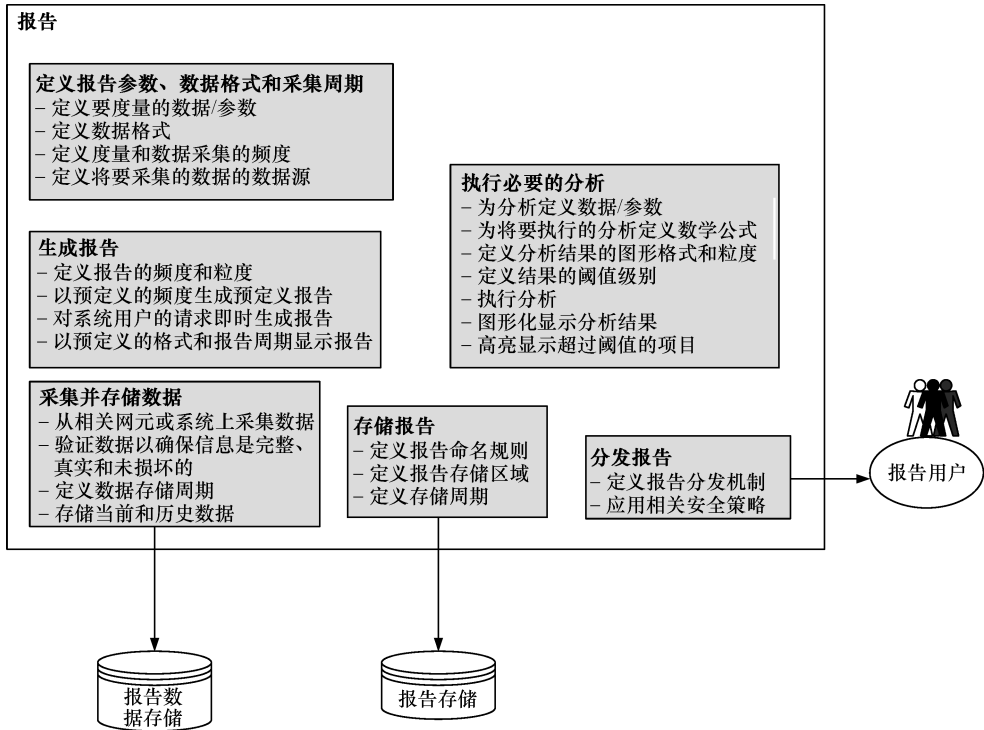 报告
定义报告参数、数据格式和采集周期
– 定义要度量的数据/参数
– 定义数据格式
– 定义度量和数据采集的频度
– 定义将要采集的数据的数据源
执行必要的分析
– 为分析定义数据/参数
– 为将要执行的分析定义数学公式
– 定义分析结果的图形格式和粒度
– 定义结果的阈值级别
– 执行分析
– 图形化显示分析结果
– 高亮显示超过阈值的项目
生成报告
– 定义报告的频度和粒度
– 以预定义的频度生成预定义报告
– 对系统用户的请求即时生成报告
– 以预定义的格式和报告周期显示报告
采集并存储数据
– 从相关网元或系统上采集数据
– 验证数据以确保信息是完整、
真实和未损坏的
– 定义数据存储周期
– 存储当前和历史数据
存储报告
– 定义报告命名规则
– 定义报告存储区域
– 定义存储周期
分发报告
– 定义报告分发机制
– 应用相关安全策略
报告用户
报告数
据存储
报告存储